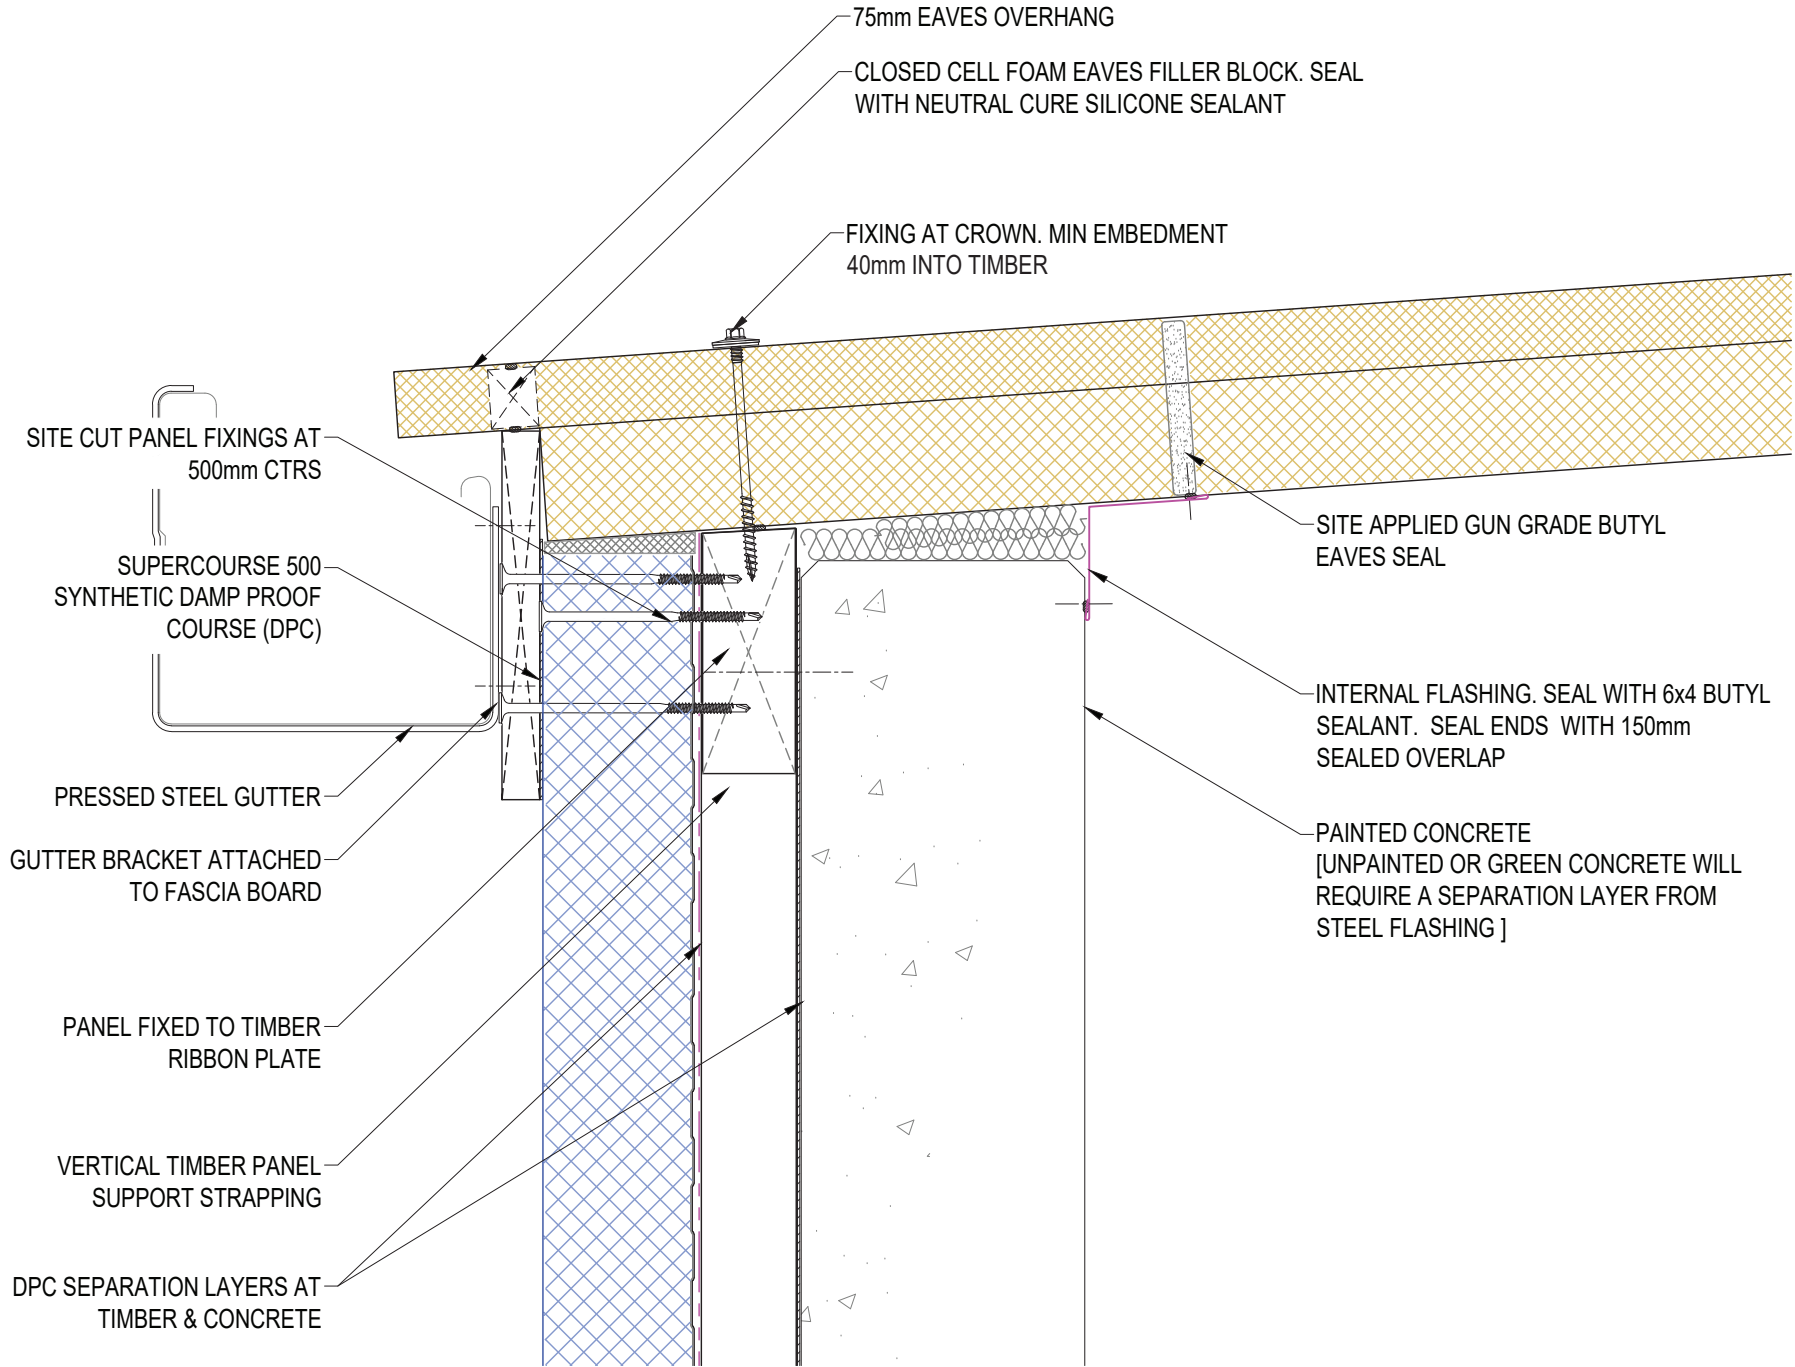 75mm EAVES OVERHANG
CLOSED CELL FOAM EAVES FILLER BLOCK. SEAL
WITH NEUTRAL CURE SILICONE SEALANT
FIXING AT CROWN. MIN EMBEDMENT
40mm INTO TIMBER
SITE CUT PANEL FIXINGS AT
500mm CTRS
SUPERCOURSE 500
SYNTHETIC DAMP PROOF
COURSE (DPC)
PRESSED STEEL GUTTER
GUTTER BRACKET ATTACHED
TO FASCIA BOARD
PANEL FIXED TO TIMBER
RIBBON PLATE
VERTICAL TIMBER PANEL
SUPPORT STRAPPING
DPC SEPARATION LAYERS AT
TIMBER & CONCRETE
SITE APPLIED GUN GRADE BUTYL
EAVES SEAL
INTERNAL FLASHING. SEAL WITH 6x4 BUTYL
SEALANT. SEAL ENDS WITH 150mm
SEALED OVERLAP
PAINTED CONCRETE
[UNPAINTED OR GREEN CONCRETE WILL
REQUIRE A SEPARATION LAYER FROM
STEEL FLASHING ]